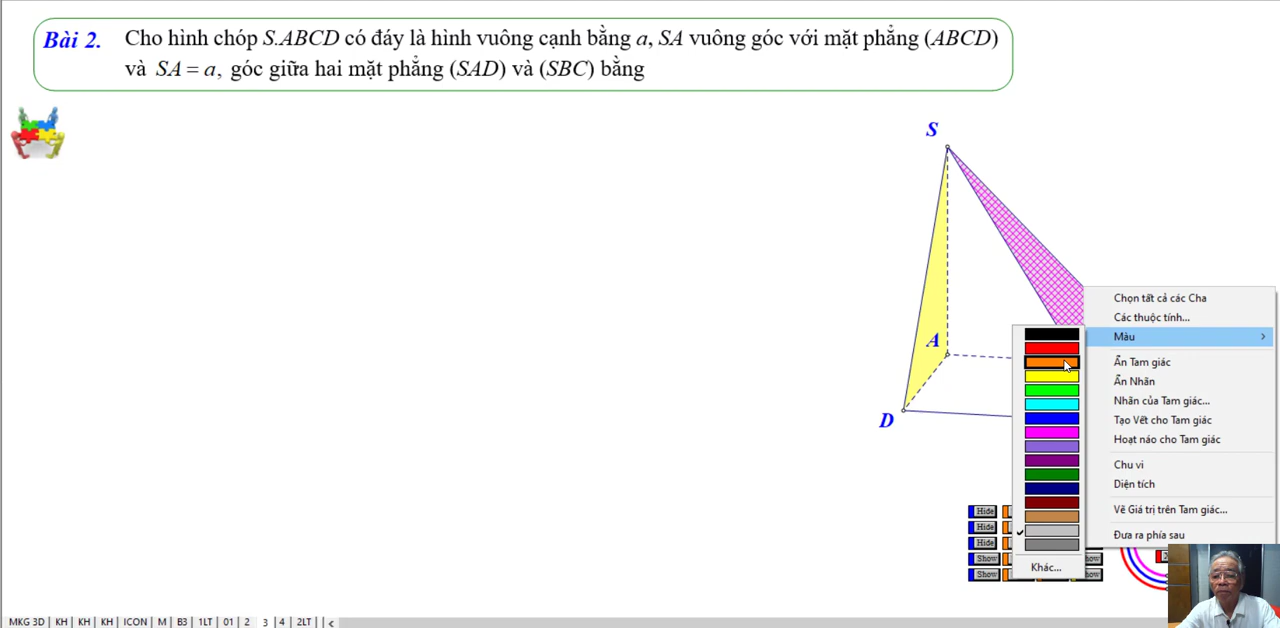 Bài 2. Cho hình chóp S.ABCD có đáy là hình vuông cạnh bằng a, SA vuông góc với mặt phẳng (ABCD)
và SA = a, góc giữa hai mặt phẳng (SAD) và (SBC) bằng
S
A
D
Chọn tất cả các Cha
Các thuộc tính...
Màu
Ẩn Tam giác
Ẩn Nhãn
Nhãn của Tam giác...
Tạo Vết cho Tam giác
Hoạt náo cho Tam giác
Chu vi
Diện tích
Vẽ Giá trị trên Tam giác...
Đưa ra phía sau
Khác...
Hide
Hide
Hide
Show
Show
MKG 3D | KH | KH | KH | ICON | M | B3 | 1LT | 01 | 2 3 | 4 | 2LT |